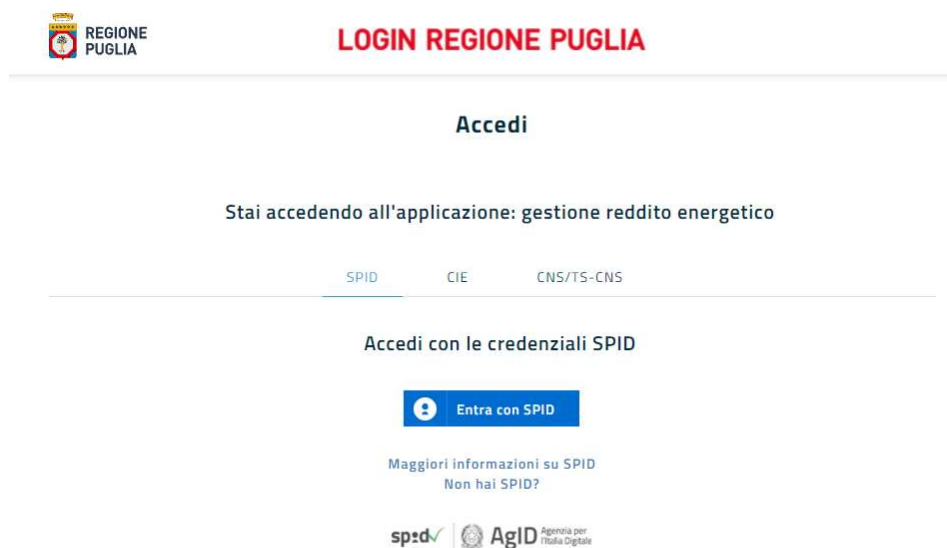 REGIONE
PUGLIA
LOGIN REGIONE PUGLIA
Accedi
Stai accedendo all'applicazione: gestione reddito energetico
SPID CIE CNS/TS-CNS
Accedi con le credenziali SPID
Entra con SPID
Maggiori informazioni su SPID
Non hai SPID?
sp:d AgID Agenzia per
l'Italia Digitale